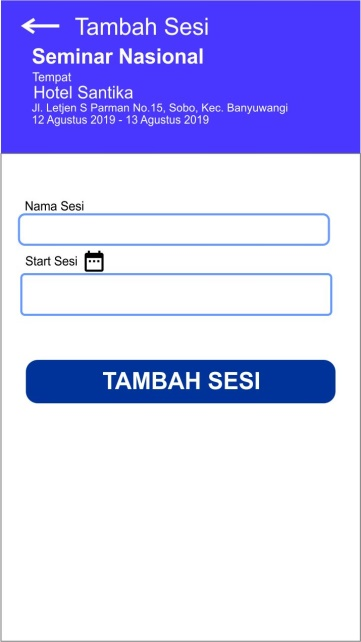 Tambah Sesi
Seminar Nasional
Tempat
Hotel Santika
Jl. Letjen S Parman No.15, Sobo, Kec. Banyuwangi
12 Agustus 2019 - 13 Agustus 2019
Nama Sesi
Start Sesi
TAMBAH SESI